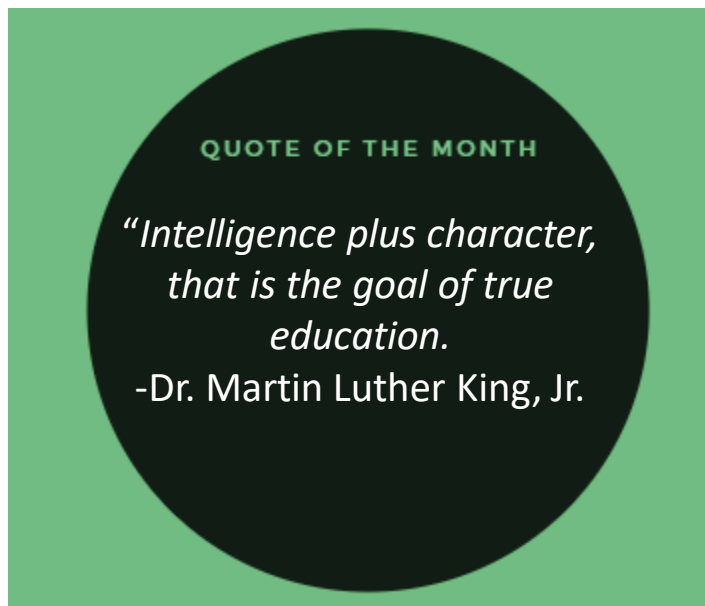 QUOTE OF THE MONTH
“Intelligence plus character,
that is the goal of true
education.
-Dr. Martin Luther King, Jr.